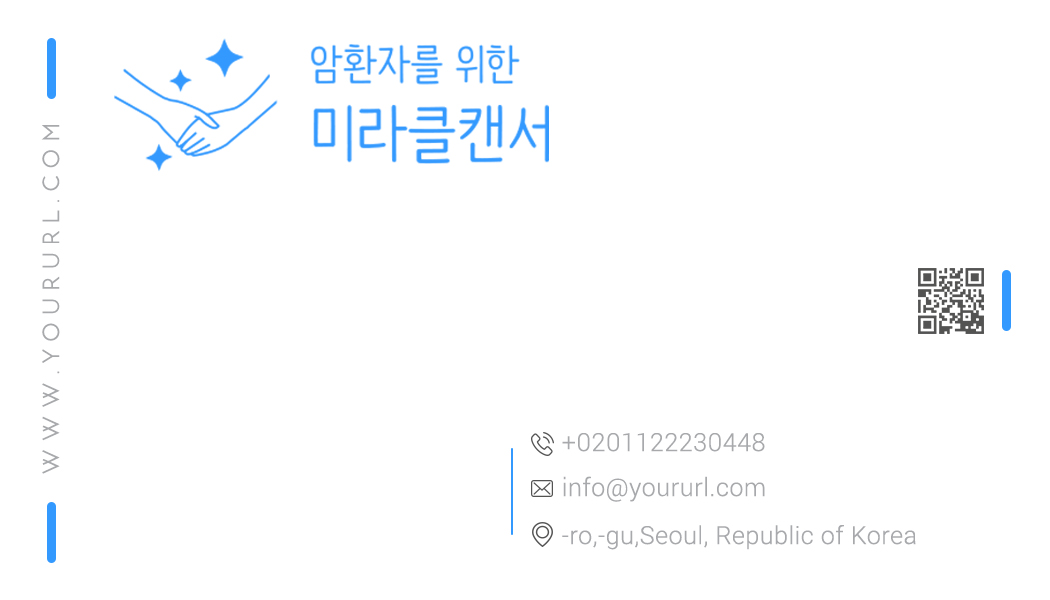 암환자를 위한
미라클캔서
WWW.YOURURL.COM
+0201122230448
info@yoururl.com
-ro,-gu,Seoul, Republic of Korea